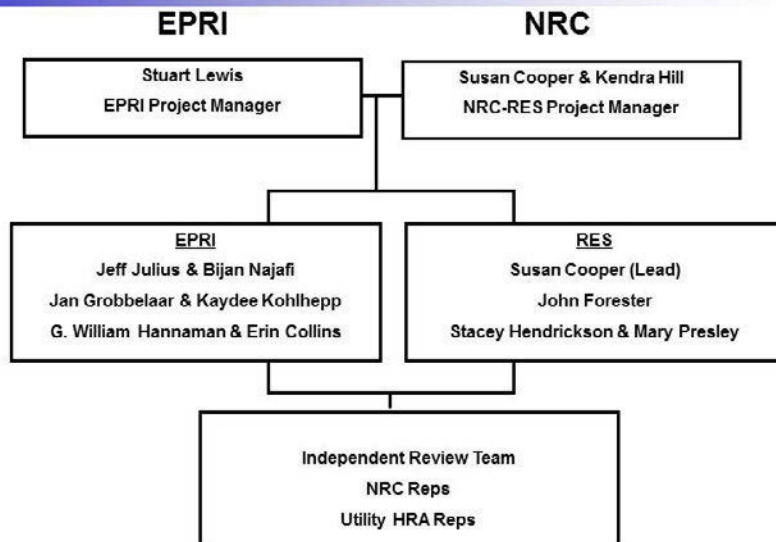 EPRI
NRC
Stuart Lewis
EPRI Project Manager
Susan Cooper & Kendra Hill
NRC-RES Project Manager
EPRI
Jeff Julius & Bijan Najafi
Jan Grobbelaar & Kaydee Kohlhepp
G. William Hannaman & Erin Collins
RES
Susan Cooper (Lead)
John Forester
Stacey Hendrickson & Mary Presley
Independent Review Team
NRC Reps
Utility HRA Reps